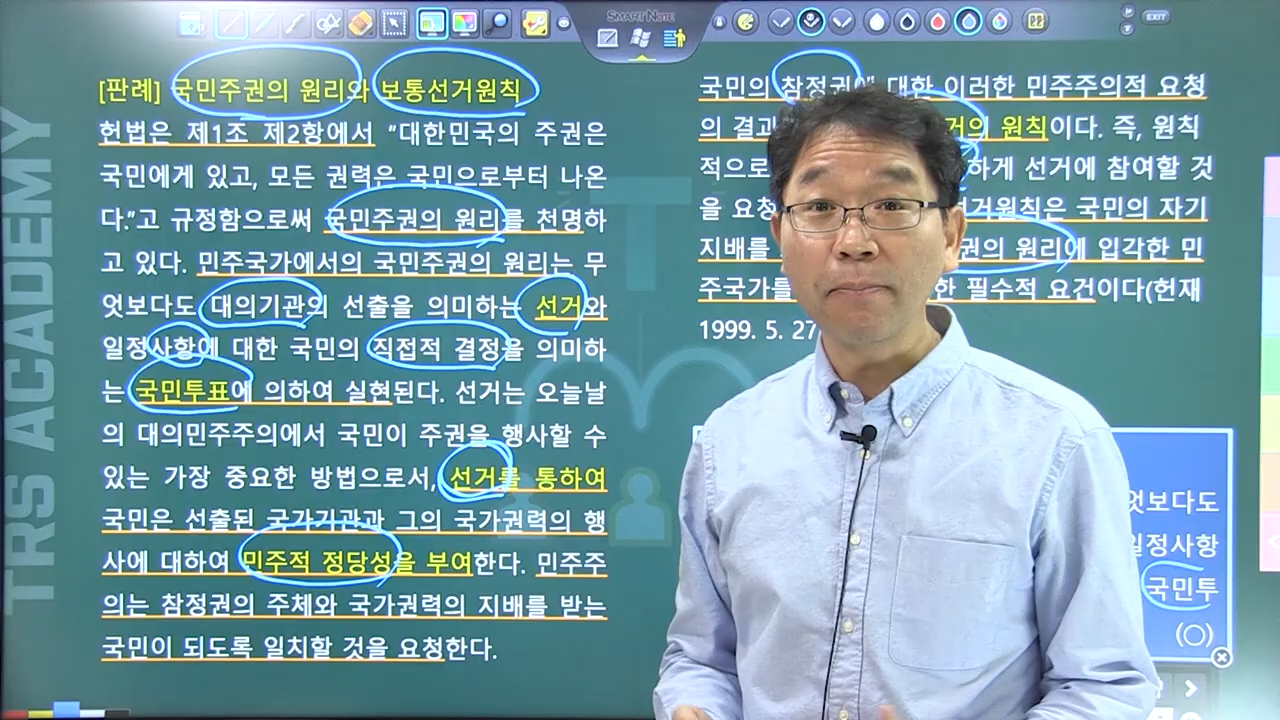 SMART NOTE
EXIT
TRS ACADEMY
[판례] 국민주권의 원리와 보통선거원칙
헌법은 제1조 제2항에서 “대한민국의 주권은
국민에게 있고, 모든 권력은 국민으로부터 나온
다.”고 규정함으로써 국민주권의 원리를 천명하
고 있다. 민주국가에서의 국민주권의 원리는 무
엇보다도 대의기관의 선출을 의미하는 선거와
일정사항에 대한 국민의 직접적 결정을 의미하
는 국민투표에 의하여 실현된다. 선거는 오늘날
의 대의민주주의에서 국민이 주권을 행사할 수
있는 가장 중요한 방법으로서, 선거를 통하여
국민은 선출된 국가기관과 그의 국가권력의 행
사에 대하여 민주적 정당성을 부여한다. 민주주
의는 참정권의 주체와 국가권력의 지배를 받는
국민이 되도록 일치할 것을 요청한다.
국민의 참정권에 대한 이러한 민주주의적 요청
의 결과 거의 원칙이다. 즉, 원칙
적으로 하게 선거에 참여할 것
을 요청 거원칙은 국민의 자기
지배를 권의 원리에 입각한 민
주국가를 한 필수적 요건이다(헌재
1999. 5. 27
엇보다도
일정사항
국민투
(○)